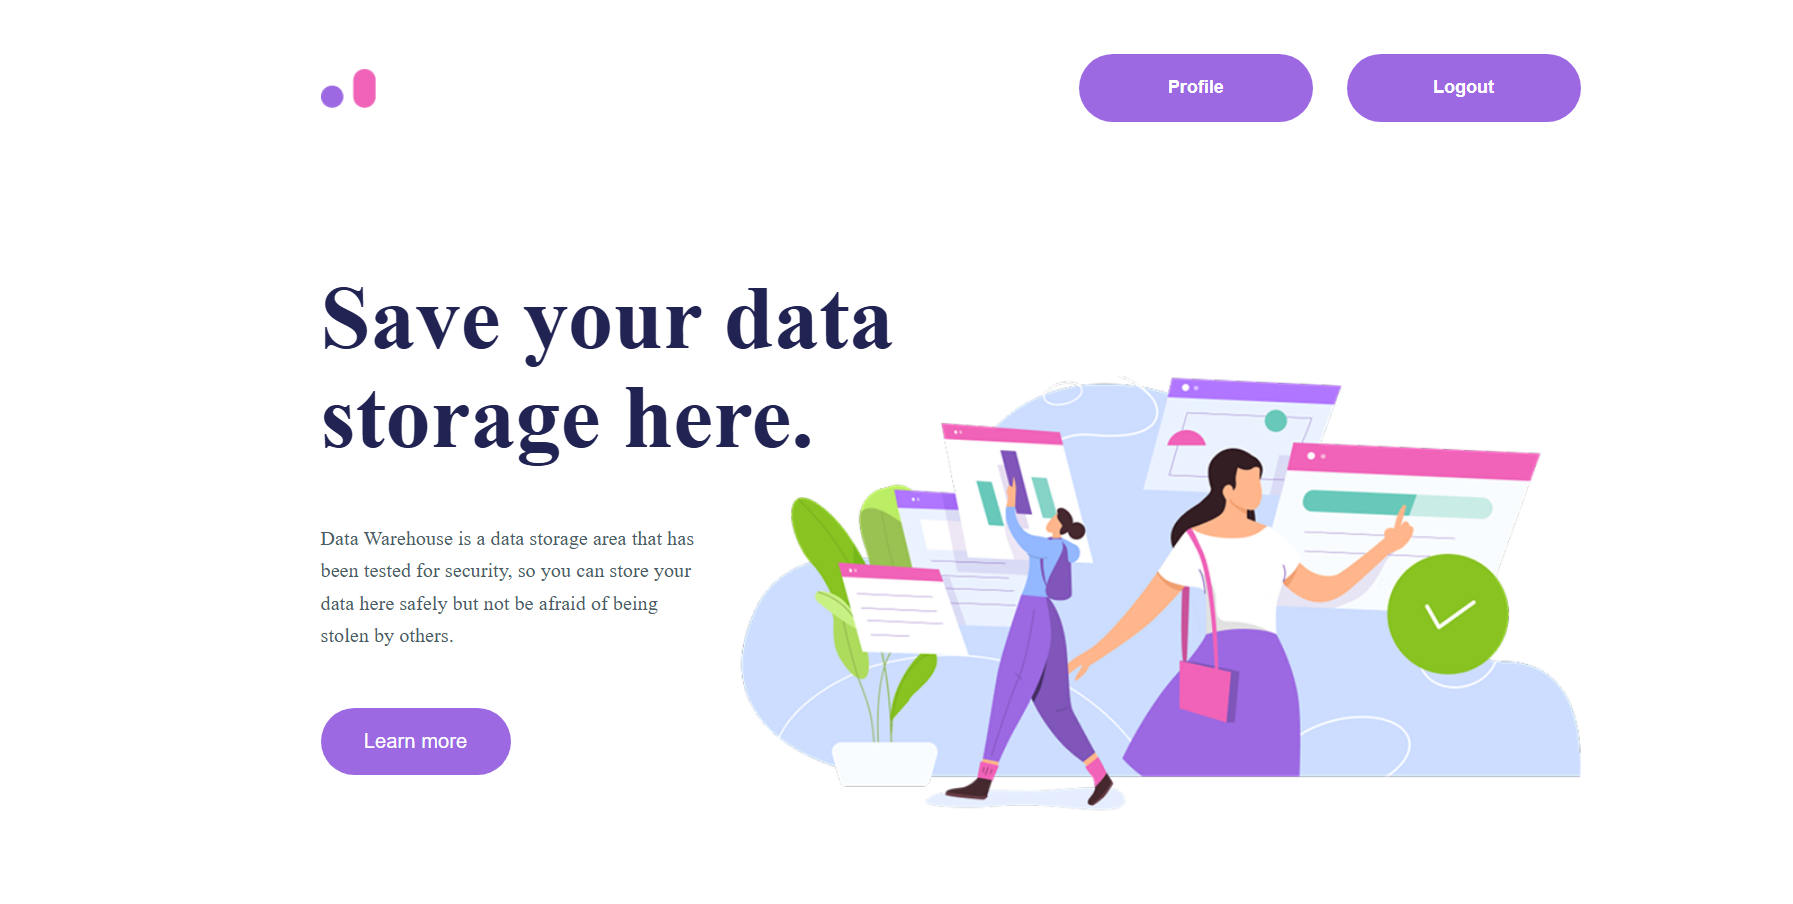 Profile
Logout
Save your data
storage here.
Data Warehouse is a data storage area that has
been tested for security, so you can store your
data here safely but not be afraid of being
stolen by others.
Learn more